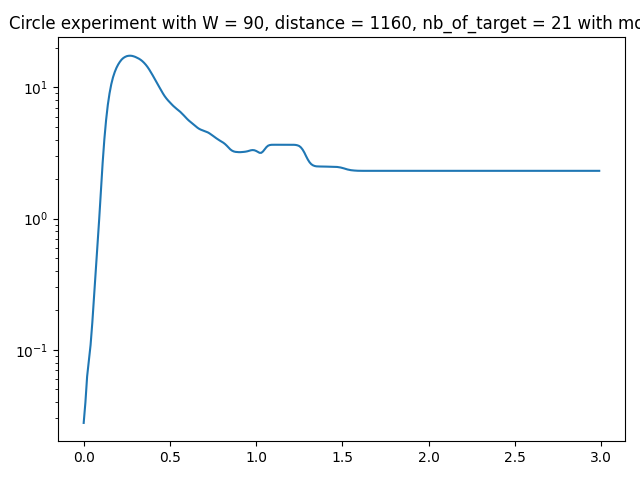 Circle experiment with W = 90, distance = 1160, nb_of_target = 21 with
10¹
10⁰
10⁻¹
0.0 0.5 1.0 1.5 2.0 2.5 3.0